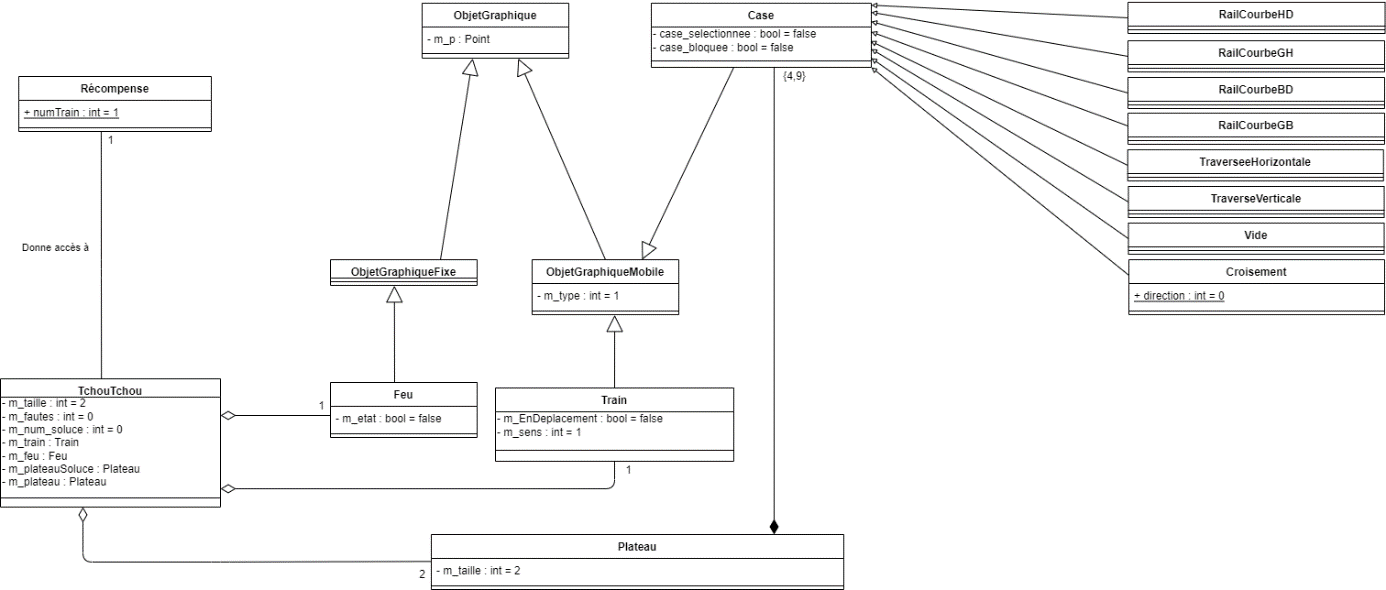 ObjetGraphique
- m_p : Point
Case
- case_selectionnee : bool = false
- case_bloquee : bool = false
{4,9}
RailCourbeHD
RailCourbeGH
RailCourbeBD
RailCourbeGB
TraverseeHorizontale
TraverseVerticale
Vide
Croisement
+ direction : int = 0
Récompense
+ numTrain : int = 1
1
Donne accès à
ObjetGraphiqueFixe
ObjetGraphiqueMobile
- m_type : int = 1
TchouTchou
- m_taille : int = 2
- m_fautes : int = 0
- m_num_soluce : int = 0
- m_train : Train
- m_feu : Feu
- m_plateauSoluce : Plateau
- m_plateau : Plateau
1
Feu
- m_etat : bool = false
Train
- m_EnDeplacement : bool = false
- m_sens : int = 1
1
Plateau
- m_taille : int = 2
2